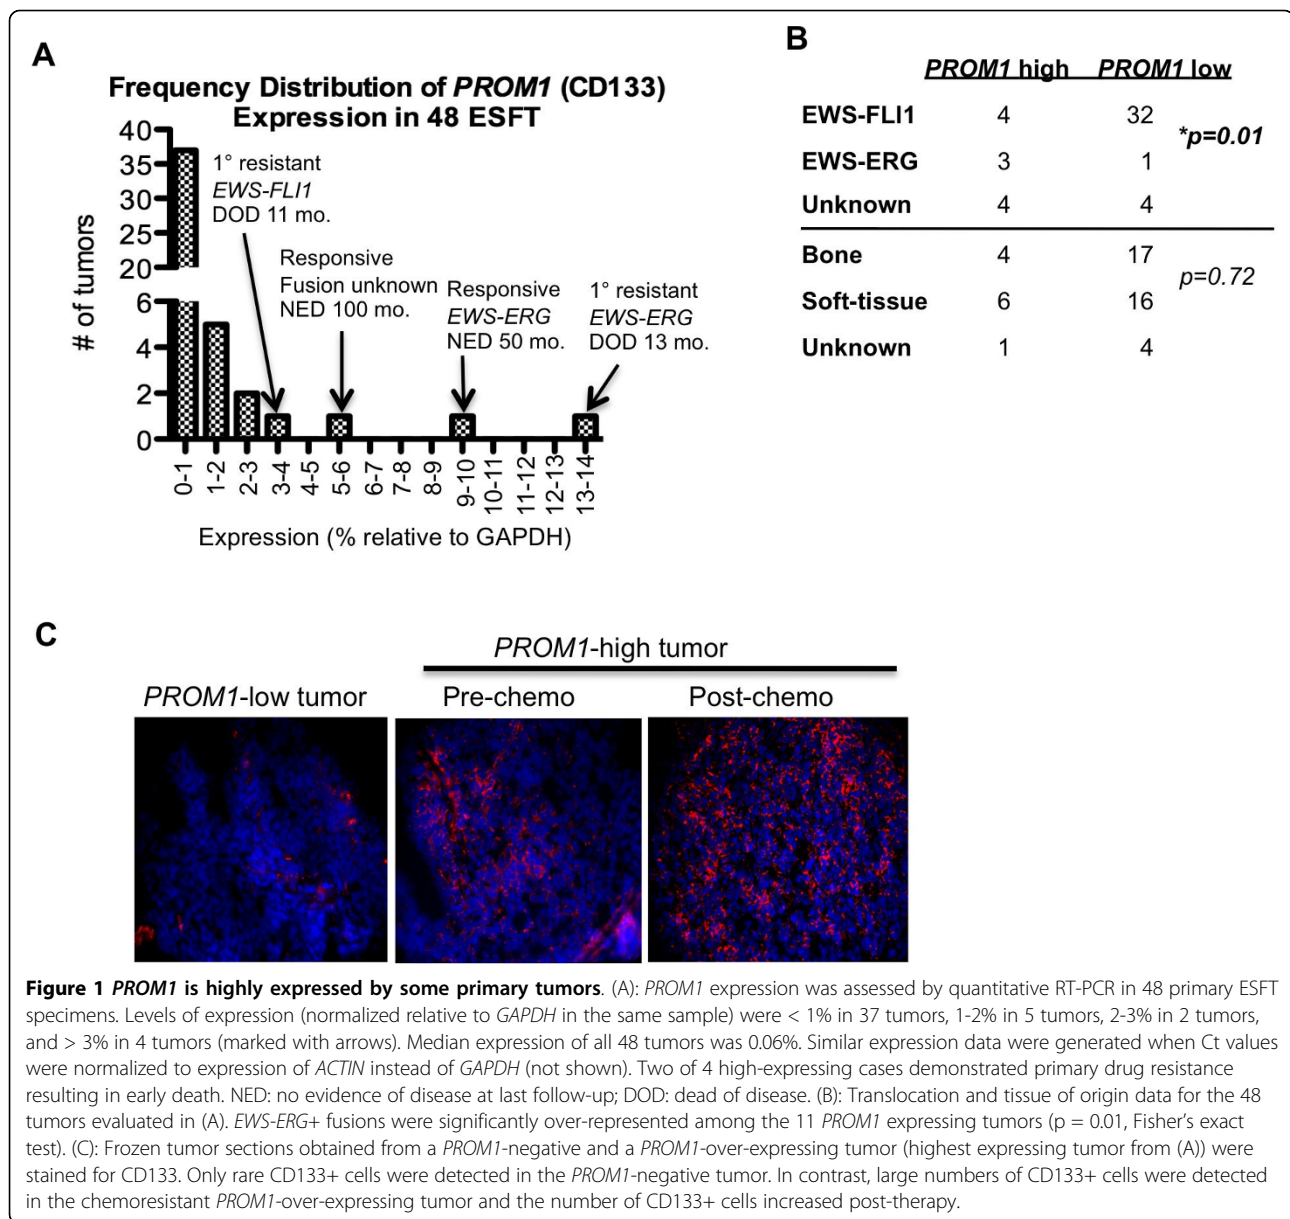 A
Frequency Distribution of PROM1 (CD133)
Expression in 48 ESFT
# of tumors
40
35
30
25
20
6
4
2
0
1° resistant
EWS-FLI1
DOD 11 mo.
Responsive
Fusion unknown
NED 100 mo.
Responsive
EWS-ERG
NED 50 mo.
1° resistant
EWS-ERG
DOD 13 mo.
0-1
1-2
2-3
3-4
4-5
5-6
6-7
7-8
8-9
9-10
10-11
11-12
12-13
13-14
Expression (% relative to GAPDH)
B
PROM1 high PROM1 low
EWS-FLI1 4 32
*p=0.01
EWS-ERG 3 1
Unknown 4 4
Bone 4 17
p=0.72
Soft-tissue 6 16
Unknown 1 4
C
PROM1-high tumor
PROM1-low tumor Pre-chemo Post-chemo
Figure 1 PROM1 is highly expressed by some primary tumors. (A): PROM1 expression was assessed by quantitative RT-PCR in 48 primary ESFT
specimens. Levels of expression (normalized relative to GAPDH in the same sample) were < 1% in 37 tumors, 1-2% in 5 tumors, 2-3% in 2 tumors,
and > 3% in 4 tumors (marked with arrows). Median expression of all 48 tumors was 0.06%. Similar expression data were generated when Ct values
were normalized to expression of ACTIN instead of GAPDH (not shown). Two of 4 high-expressing cases demonstrated primary drug resistance
resulting in early death. NED: no evidence of disease at last follow-up; DOD: dead of disease. (B): Translocation and tissue of origin data for the 48
tumors evaluated in (A). EWS-ERG+ fusions were significantly over-represented among the 11 PROM1 expressing tumors (p = 0.01, Fisher's exact
test). (C): Frozen tumor sections obtained from a PROM1-negative and a PROM1-over-expressing tumor (highest expressing tumor from (A)) were
stained for CD133. Only rare CD133+ cells were detected in the PROM1-negative tumor. In contrast, large numbers of CD133+ cells were detected
in the chemoresistant PROM1-over-expressing tumor and the number of CD133+ cells increased post-therapy.